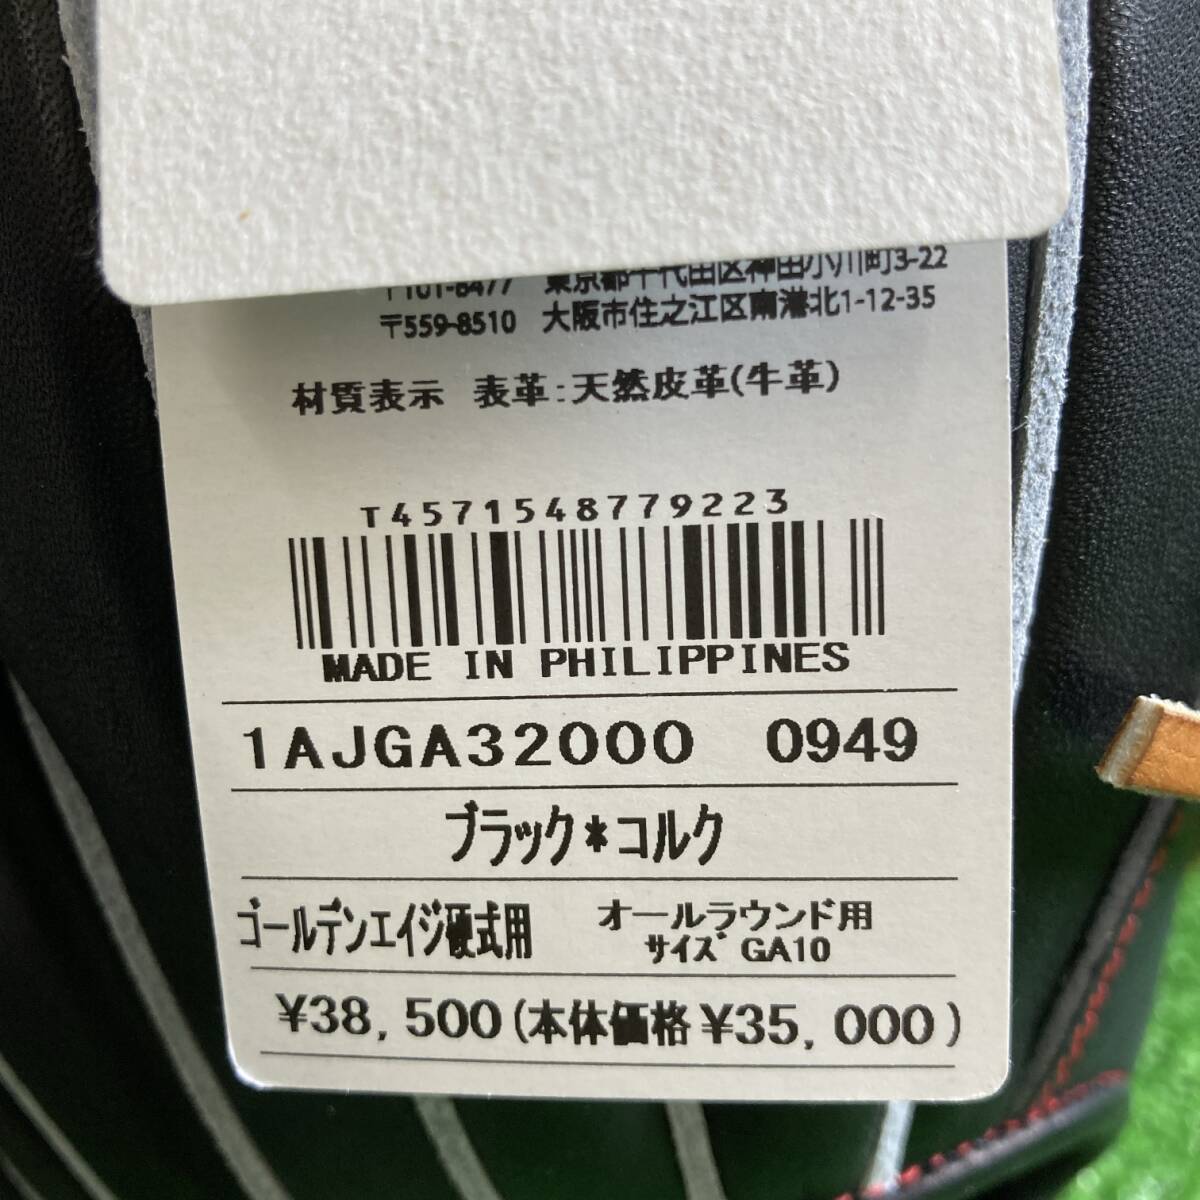 〒101-8477 東京都千代田区神田小川町3-22
〒559-8510 大阪市住之江区南港北1-12-35
材質表示 表革:天然皮革(牛革)
T4571548779223
MADE IN PHILIPPINES
1AJGA32000 0949
ブラック*コルク
ゴールデンエイジ硬式用 オールラウンド用
サイズ GA10
¥38,500(本体価格¥35,000)